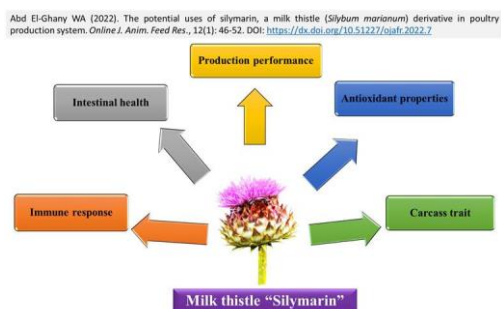 Abd El-Ghany WA (2022). The potential uses of silymarin, a milk thistle (Silybum marianum) derivative in poultry
production system. Online J. Anim. Feed Res., 12(1): 46-52. DOI: https://dx.doi.org/10.51227/ojafr.2022.7
Production performance
Intestinal health
Antioxidant properties
Immune response
Carcass trait
Milk thistle “Silymarin”